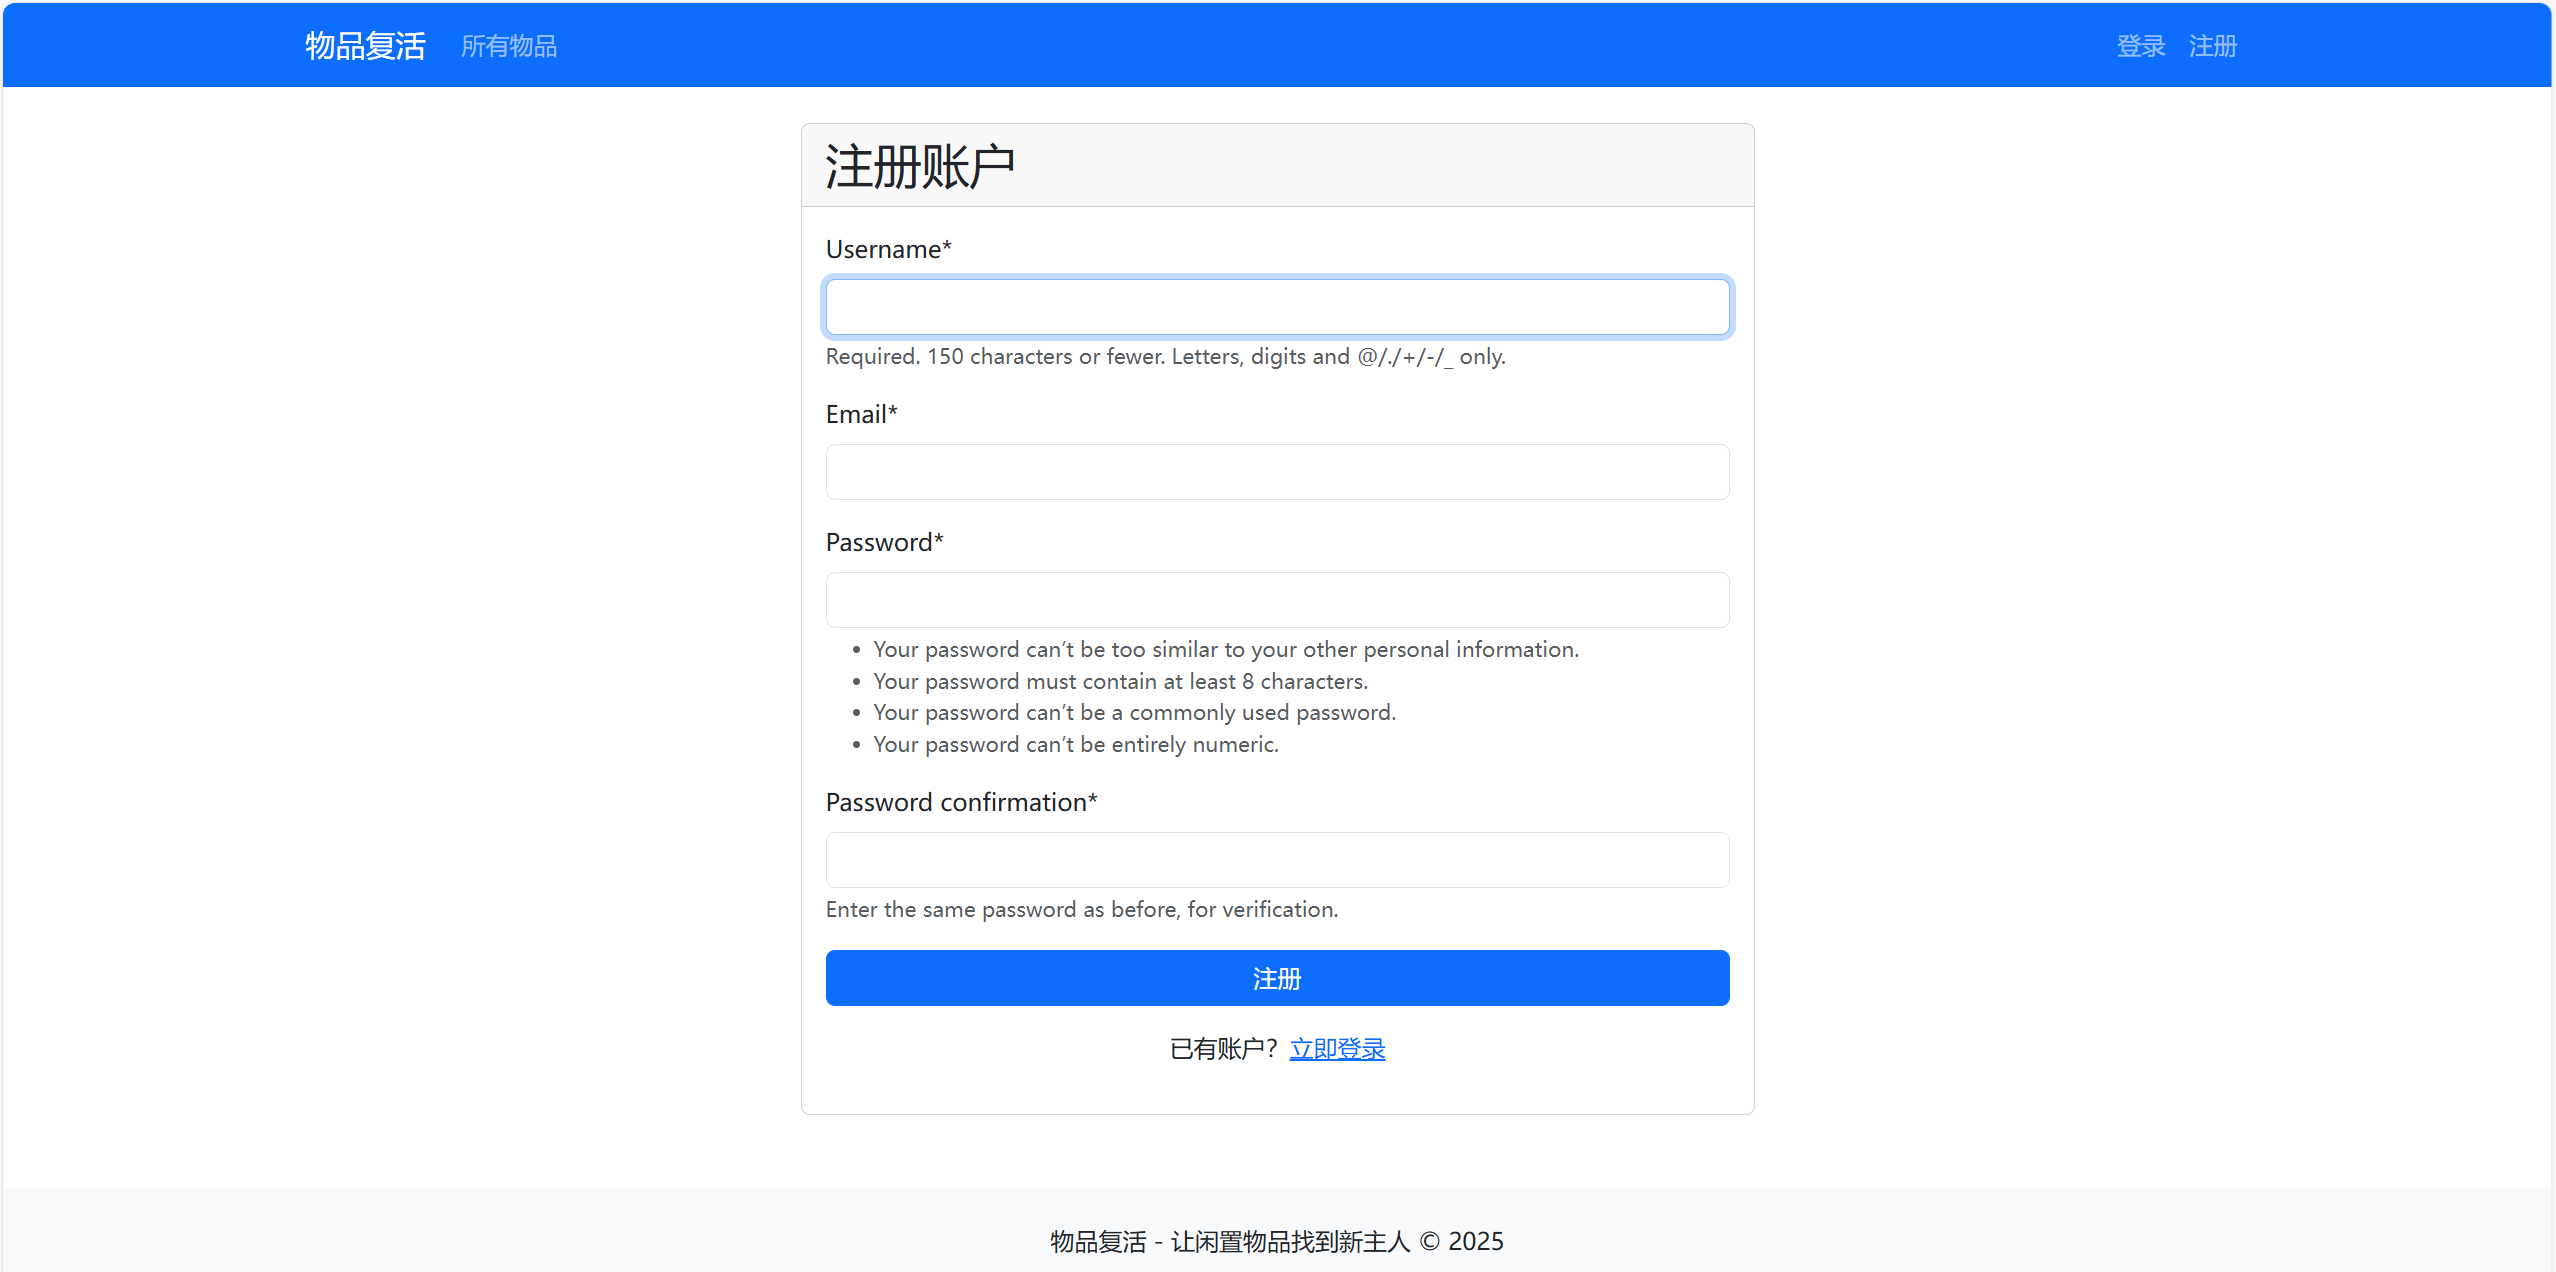 物品复活 所有物品 登录 注册
注册账户
Username*
Required. 150 characters or fewer. Letters, digits and @/./+/-/_ only.
Email*
Password*
• Your password can’t be too similar to your other personal information.
• Your password must contain at least 8 characters.
• Your password can’t be a commonly used password.
• Your password can’t be entirely numeric.
Password confirmation*
Enter the same password as before, for verification.
注册
已有账户？立即登录
物品复活 - 让闲置物品找到新主人 © 2025